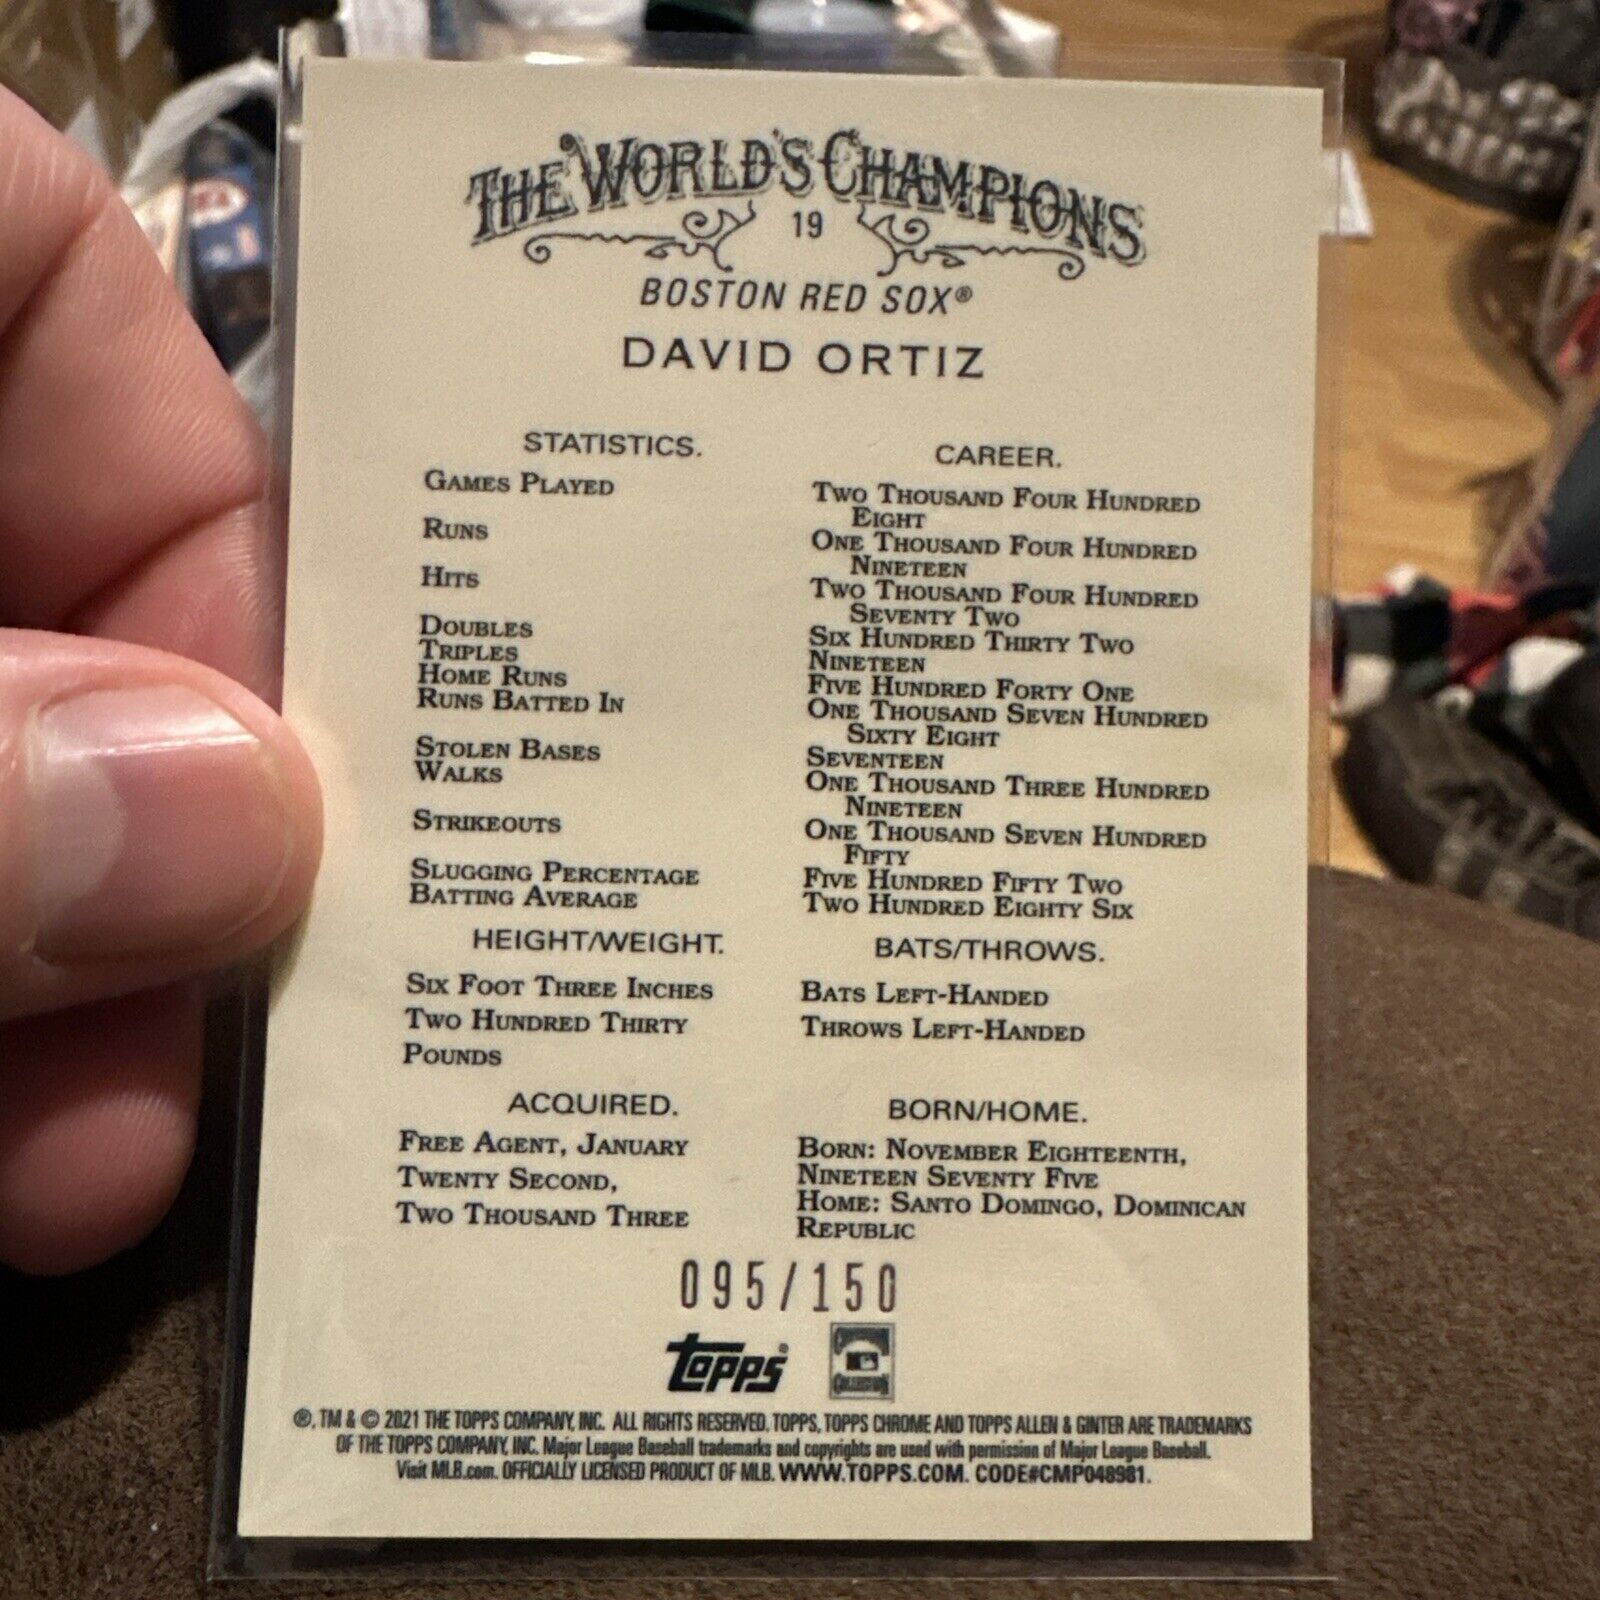 THE WORLD'S CHAMPIONS
19
BOSTON RED SOX®
DAVID ORTIZ
STATISTICS. CAREER.
GAMES PLAYED TWO THOUSAND FOUR HUNDRED
EIGHT
RUNS ONE THOUSAND FOUR HUNDRED
NINETEEN
HITS TWO THOUSAND FOUR HUNDRED
SEVENTY TWO
DOUBLES SIX HUNDRED THIRTY TWO
TRIPLES NINETEEN
HOME RUNS FIVE HUNDRED FORTY ONE
RUNS BATTED IN ONE THOUSAND SEVEN HUNDRED
SIXTY EIGHT
STOLEN BASES SEVENTEEN
WALKS ONE THOUSAND THREE HUNDRED
NINETEEN
STRIKEOUTS ONE THOUSAND SEVEN HUNDRED
FIFTY
SLUGGING PERCENTAGE FIVE HUNDRED FIFTY TWO
BATTING AVERAGE TWO HUNDRED EIGHTY SIX
HEIGHT/WEIGHT.
SIX FOOT THREE INCHES
TWO HUNDRED THIRTY
POUNDS
BATS/THROWS.
BATS LEFT-HANDED
THROWS LEFT-HANDED
ACQUIRED.
FREE AGENT, JANUARY
TWENTY SECOND,
TWO THOUSAND THREE
BORN/HOME.
BORN: NOVEMBER EIGHTEENTH,
NINETEEN SEVENTY FIVE
HOME: SANTO DOMINGO, DOMINICAN
REPUBLIC
095/150
Topps®
®, TM & © 2021 THE TOPPS COMPANY, INC. ALL RIGHTS RESERVED. TOPPS, TOPPS CHROME AND TOPPS ALLEN & GINTER ARE TRADEMARKS
OF THE TOPPS COMPANY, INC. Major League Baseball trademarks and copyrights are used with permission of Major League Baseball.
Visit MLB.com. OFFICIALLY LICENSED PRODUCT OF MLB. WWW.TOPPS.COM. CODE#CMP048981.